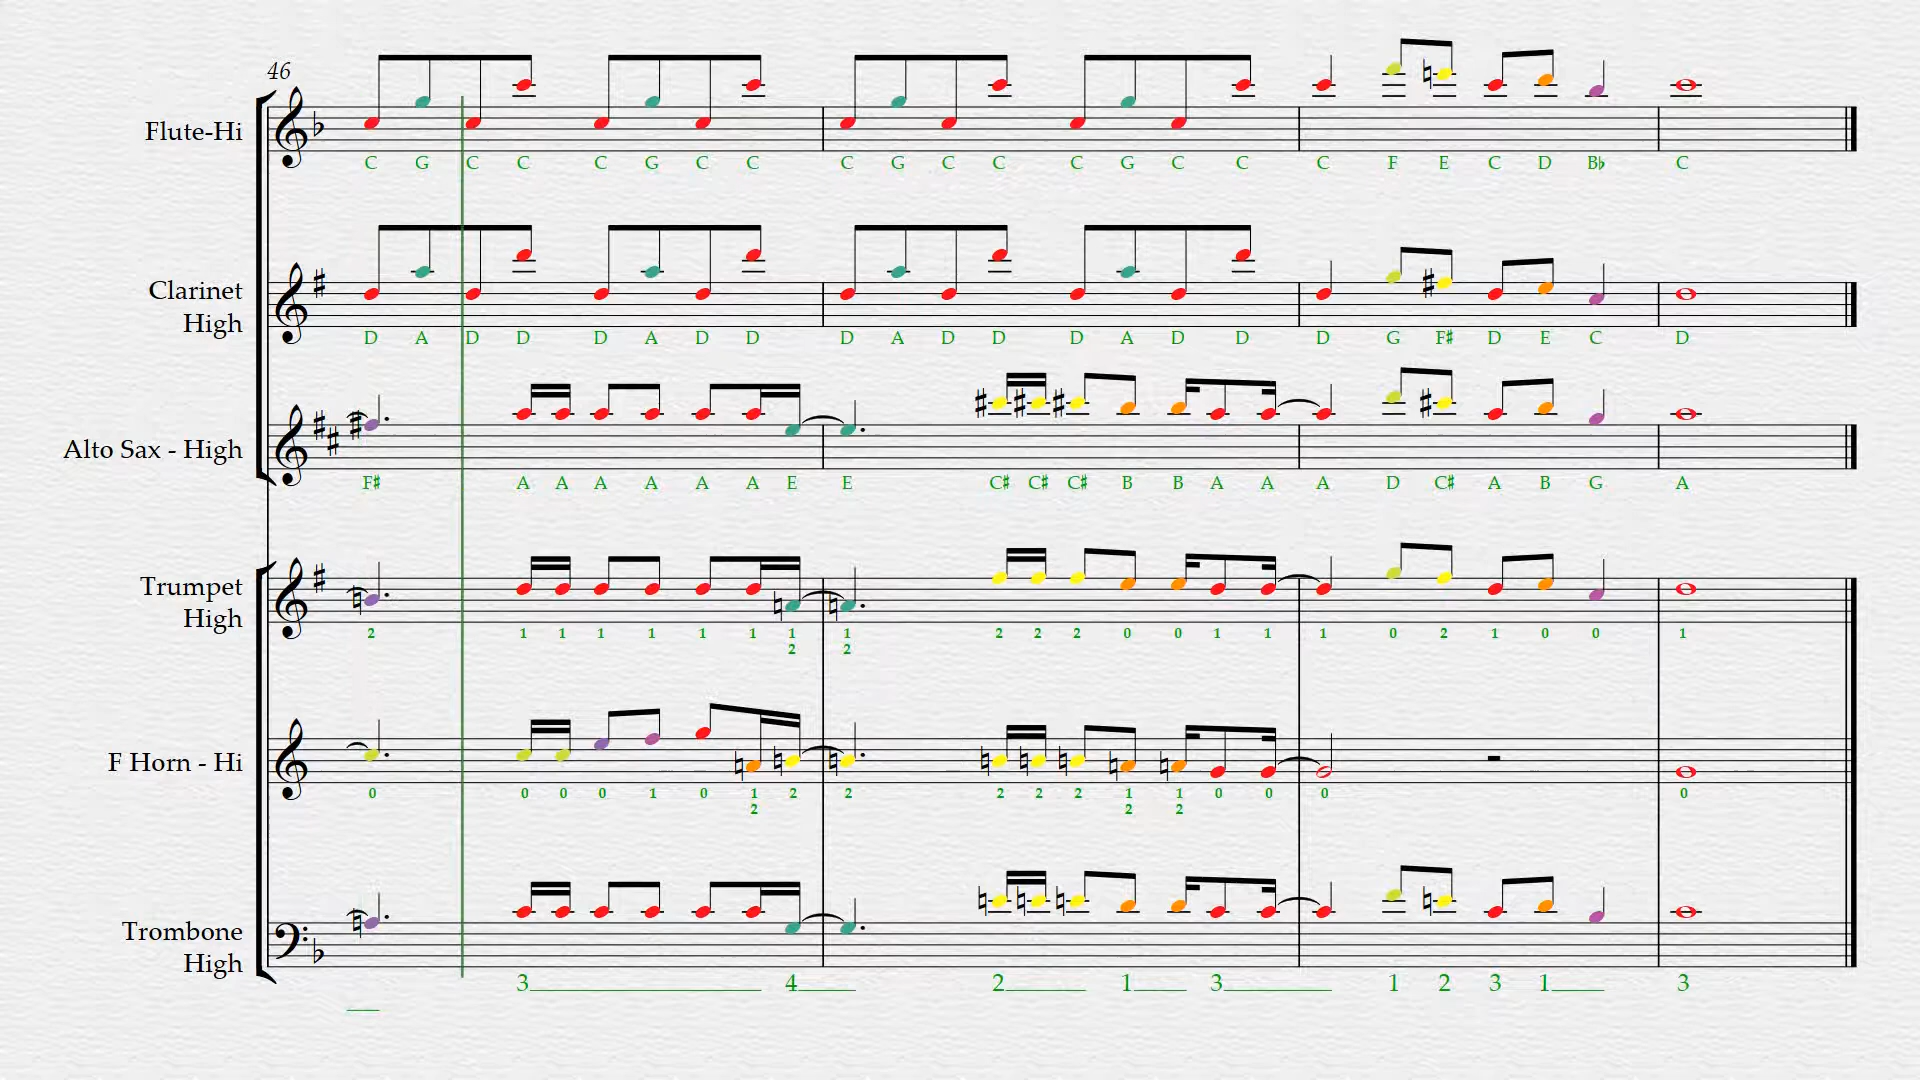 46
Flute-Hi
C G C C C G C C C G C C C G C C C F E C D B♭ C
Clarinet
High
D A D D D A D D D A D D D A D D D G F♯ D E C D
Alto Sax - High
F♯ A A A A A A E E C♯ C♯ C♯ B B A A A D C♯ A B G A
Trumpet
High
2 1 1 1 1 1 1 1 1 2 2 2 0 0 1 1 1 0 2 1 0 0 1
2 2
F Horn - Hi
0 0 0 0 1 0 1 2 2 2 2 2 1 1 0 0 0 0
2 2 2
Trombone
High
3 4 2 1 3 1 2 3 1 3